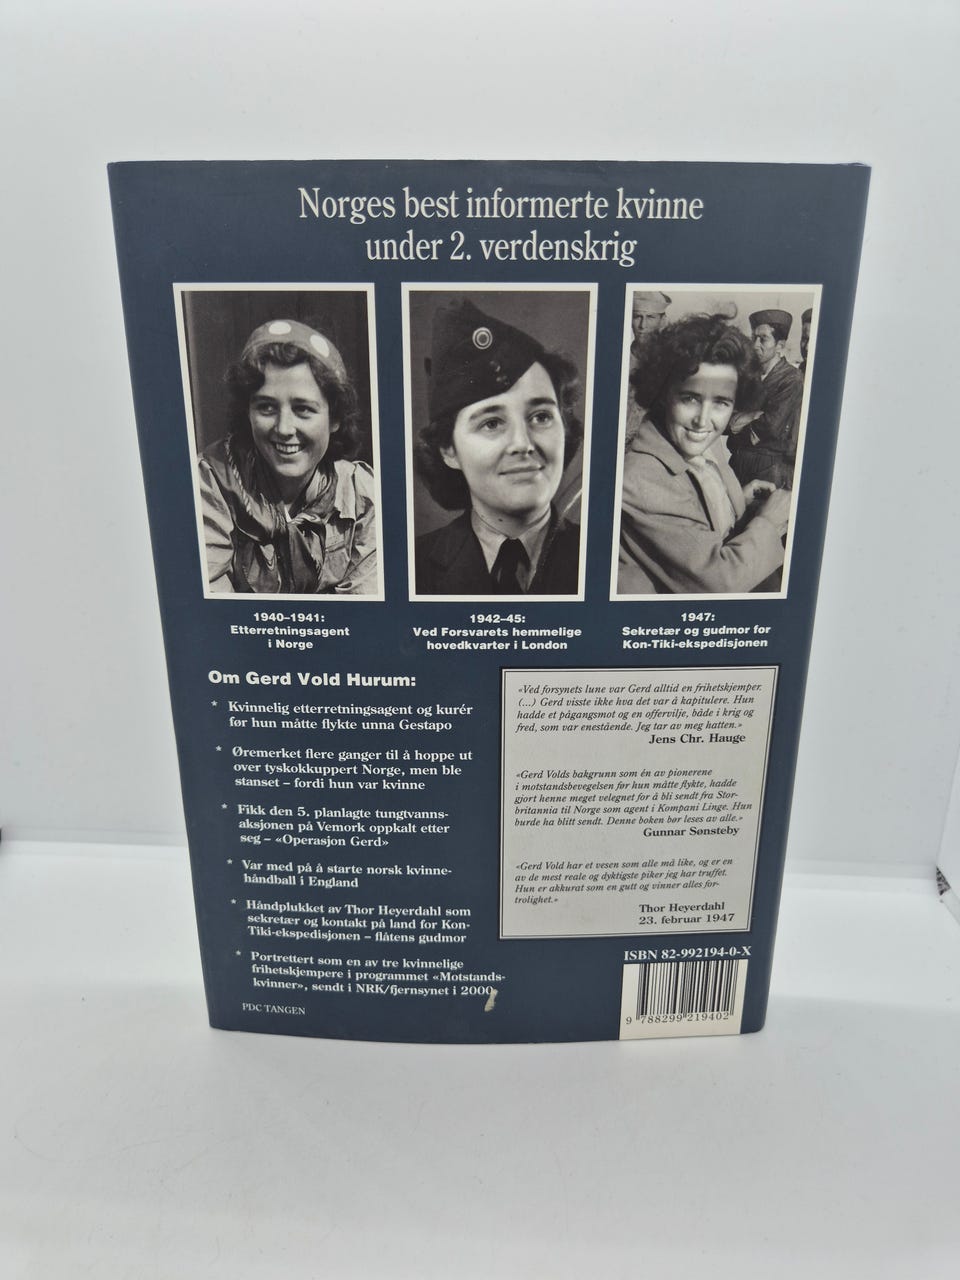 Norges best informerte kvinne
under 2. verdenskrig
1940–1941:
Etterretningsagent
i Norge
1942–45:
Ved Forsvarets hemmelige
hovedkvarter i London
1947:
Sekretær og gudmor for
Kon-Tiki-ekspedisjonen
Om Gerd Vold Hurum:
* Kvinnelig etterretningsagent og kurér
før hun måtte flykte unna Gestapo
* Øremerket flere ganger til å hoppe ut
over tyskokkuppert Norge, men ble
stanset – fordi hun var kvinne
* Fikk den 5. planlagte tungtvanns-
aksjonen på Vemork oppkalt etter
seg – «Operasjon Gerd»
* Var med på å starte norsk kvinne-
håndball i England
* Håndplukket av Thor Heyerdahl som
sekretær og kontakt på land for Kon-
Tiki-ekspedisjonen – flåtens gudmor
* Portrettert som en av tre kvinnelige
frihetskjempere i programmet «Motstands-
kvinner», sendt i NRK/fjernsynet i 2000
PDC TANGEN
«Ved forsynets lune var Gerd alltid en frihetskjemper.
(...) Gerd visste ikke hva det var å kapitulere. Hun
hadde et pågangsmot og en offervilje, både i krig og
fred, som var enestående. Jeg tar av meg hatten.»
Jens Chr. Hauge
«Gerd Volds bakgrunn som én av pionerene
i motstandsbevegelsen før hun måtte flykte, hadde
gjort henne meget velegnet for å bli sendt fra Stor-
britannia til Norge som agent i Kompani Linge. Hun
burde ha blitt sendt. Denne boken bør leses av alle.»
Gunnar Sønsteby
«Gerd Vold har et vesen som alle må like, og er en
av de mest reale og dyktigste piker jeg har truffet.
Hun er akkurat som en gutt og vinner alles for-
trolighet.»
Thor Heyerdahl
23. februar 1947
ISBN 82-992194-0-X
9 788299 219402